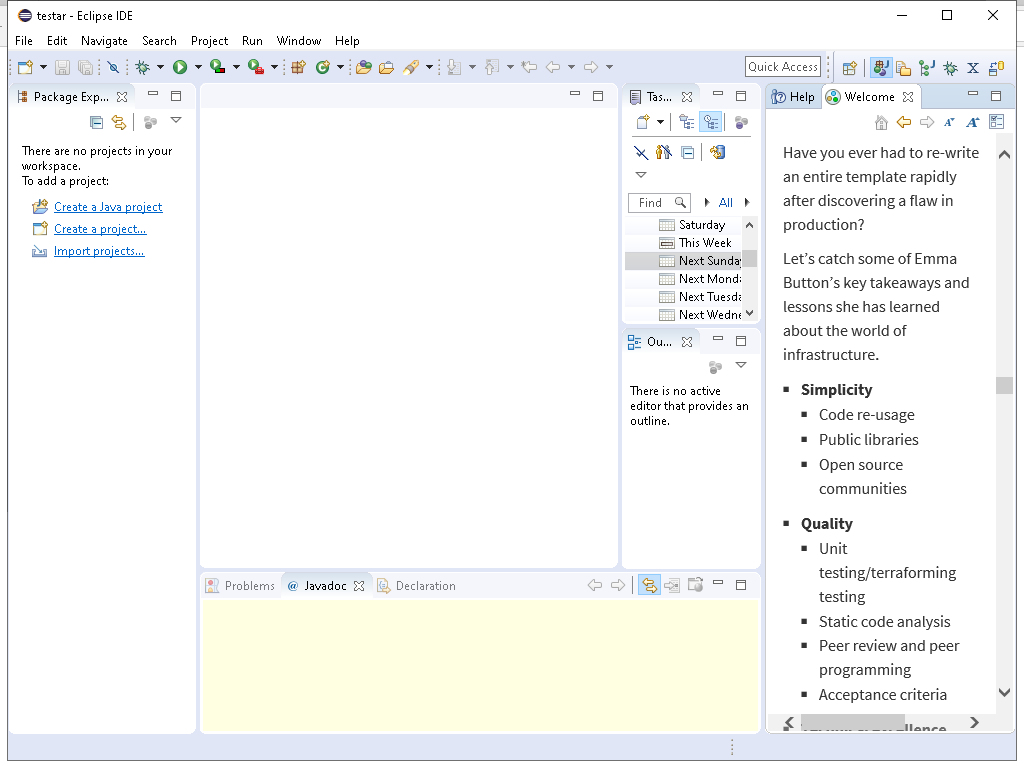 testar - Eclipse IDE
File Edit Navigate Search Project Run Window Help
Quick Access
Package Exp...
There are no projects in your
workspace.
To add a project:
Create a Java project
Create a project...
Import projects...
Tas...
Find
All
Saturday
This Week
Next Sunday
Next Monda
Next Tuesda
Next Wedne
Ou...
There is no active
editor that provides an
outline.
Problems
@ Javadoc
Declaration
Help
Welcome
Have you ever had to re-write
an entire template rapidly
after discovering a flaw in
production?
Let’s catch some of Emma
Button’s key takeaways and
lessons she has learned
about the world of
infrastructure.
Simplicity
Code re-usage
Public libraries
Open source
communities
Quality
Unit
testing/terraforming
testing
Static code analysis
Peer review and peer
programming
Acceptance criteria